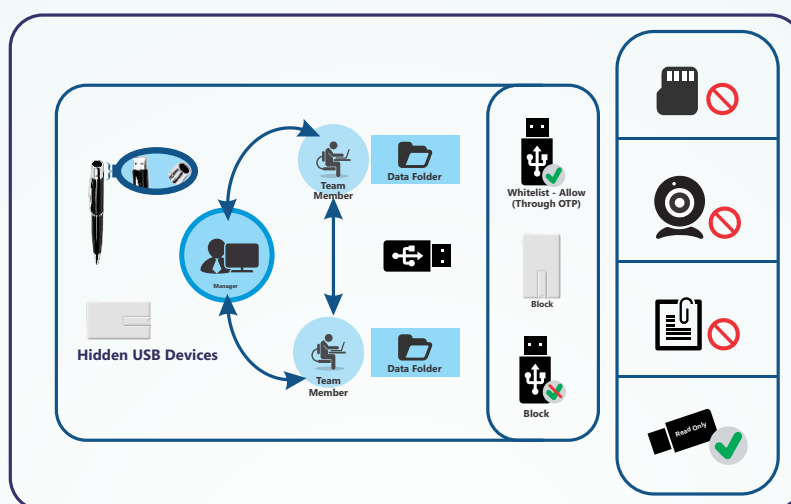 Hidden USB Devices
Manager
Team
Member
Data Folder
Team
Member
Data Folder
Whitelist - Allow
(Through OTP)
Block
Block
Read Only